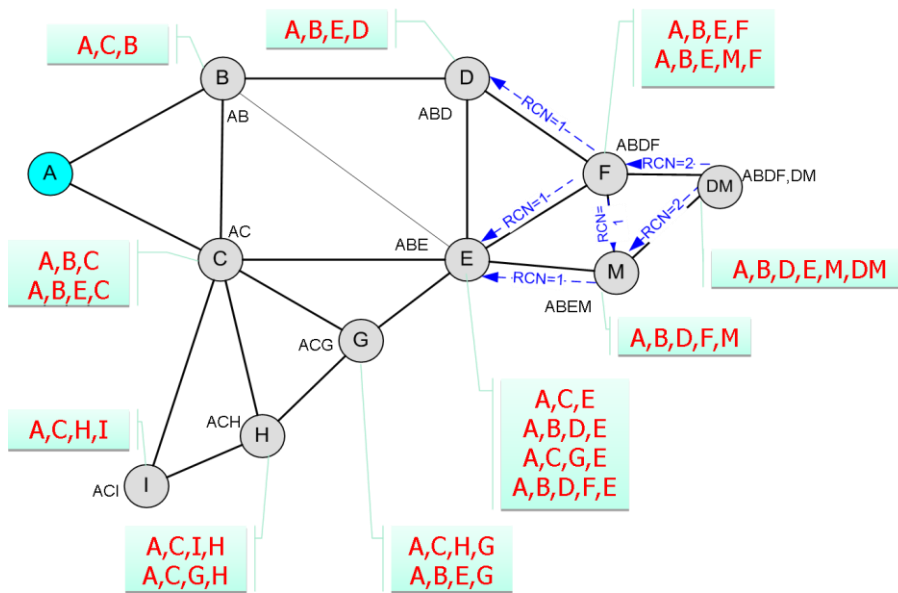 A,C,B
A,B,E,D
A,B,E,F
A,B,E,M,F
B
AB
D
ABD
RCN=1
ABDF
F
RCN=2
DM
ABDF,DM
A
RCN=1
RCN=
1
RCN=2
AC
C
ABE
E
RCN=1
M
ABEM
A,B,C
A,B,E,C
A,B,D,E,M,DM
A,B,D,F,M
ACG
G
ACH
H
A,C,H,I
ACI
I
A,C,E
A,B,D,E
A,C,G,E
A,B,D,F,E
A,C,I,H
A,C,G,H
A,C,H,G
A,B,E,G